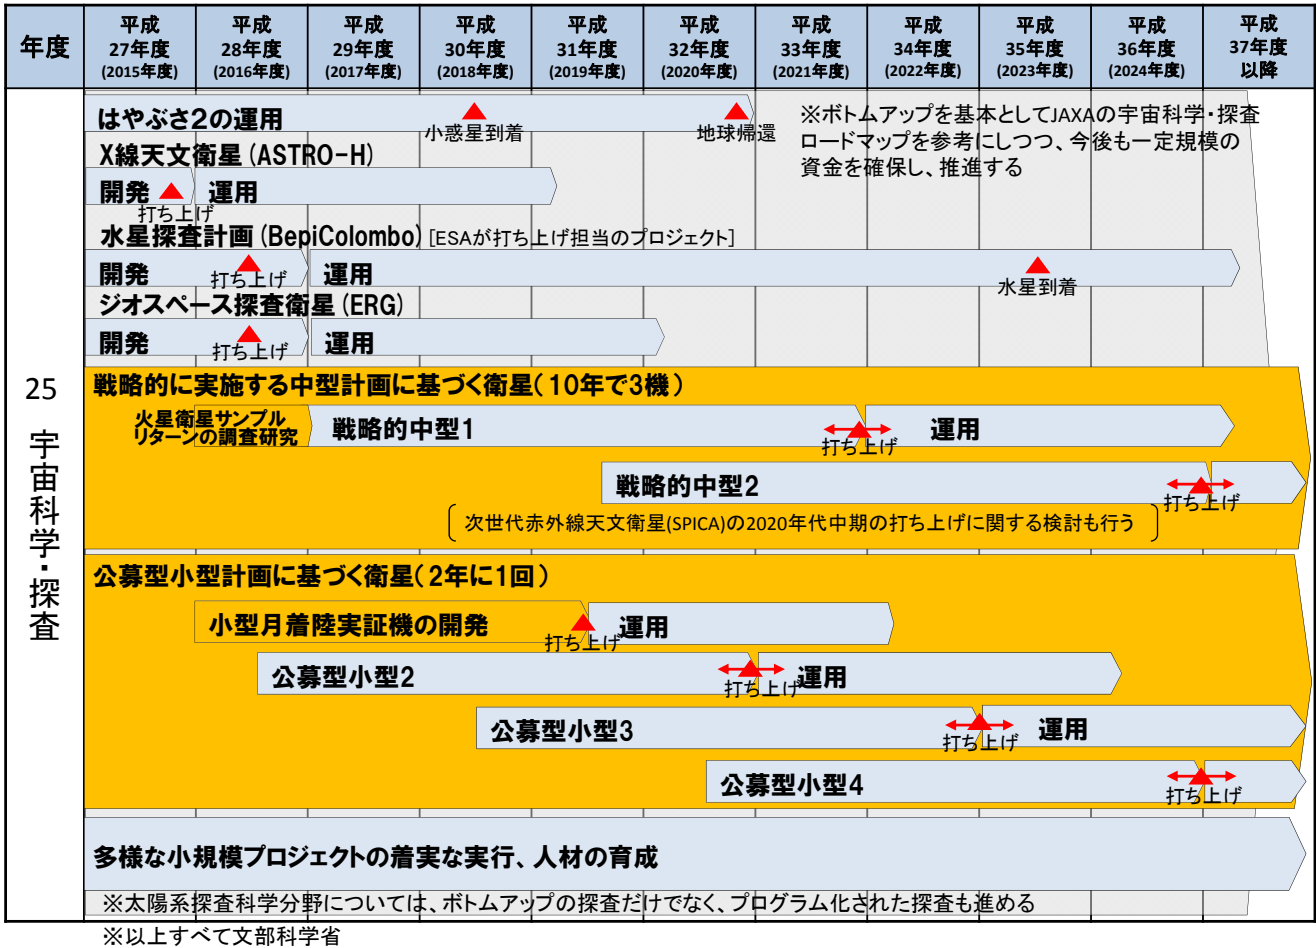 年度
平成
27年度
(2015年度)
平成
28年度
(2016年度)
平成
29年度
(2017年度)
平成
30年度
(2018年度)
平成
31年度
(2019年度)
平成
32年度
(2020年度)
平成
33年度
(2021年度)
平成
34年度
(2022年度)
平成
35年度
(2023年度)
平成
36年度
(2024年度)
平成
37年度
以降
25
宇宙科学・探査
はやぶさ2の運用
小惑星到着
地球帰還
※ボトムアップを基本としてJAXAの宇宙科学・探査
ロードマップを参考にしつつ、今後も一定規模の
資金を確保し、推進する
X線天文衛星(ASTRO-H)
開発
運用
打ち上げ
水星探査計画(BepiColombo)[ESAが打ち上げ担当のプロジェクト]
開発
打ち上げ
運用
水星到着
ジオスペース探査衛星(ERG)
開発
打ち上げ
運用
戦略的に実施する中型計画に基づく衛星(10年で3機)
火星衛星サンプル
リターンの調査研究
戦略的中型1
打ち上げ
運用
戦略的中型2
打ち上げ
次世代赤外線天文衛星(SPICA)の2020年代中期の打ち上げに関する検討も行う
公募型小型計画に基づく衛星(2年に1回)
小型月着陸実証機の開発
打ち上げ
運用
公募型小型2
打ち上げ
運用
公募型小型3
打ち上げ
運用
公募型小型4
打ち上げ
多様な小規模プロジェクトの着実な実行、人材の育成
※太陽系探査科学分野については、ボトムアップの探査だけでなく、プログラム化された探査も進める
※以上すべて文部科学省